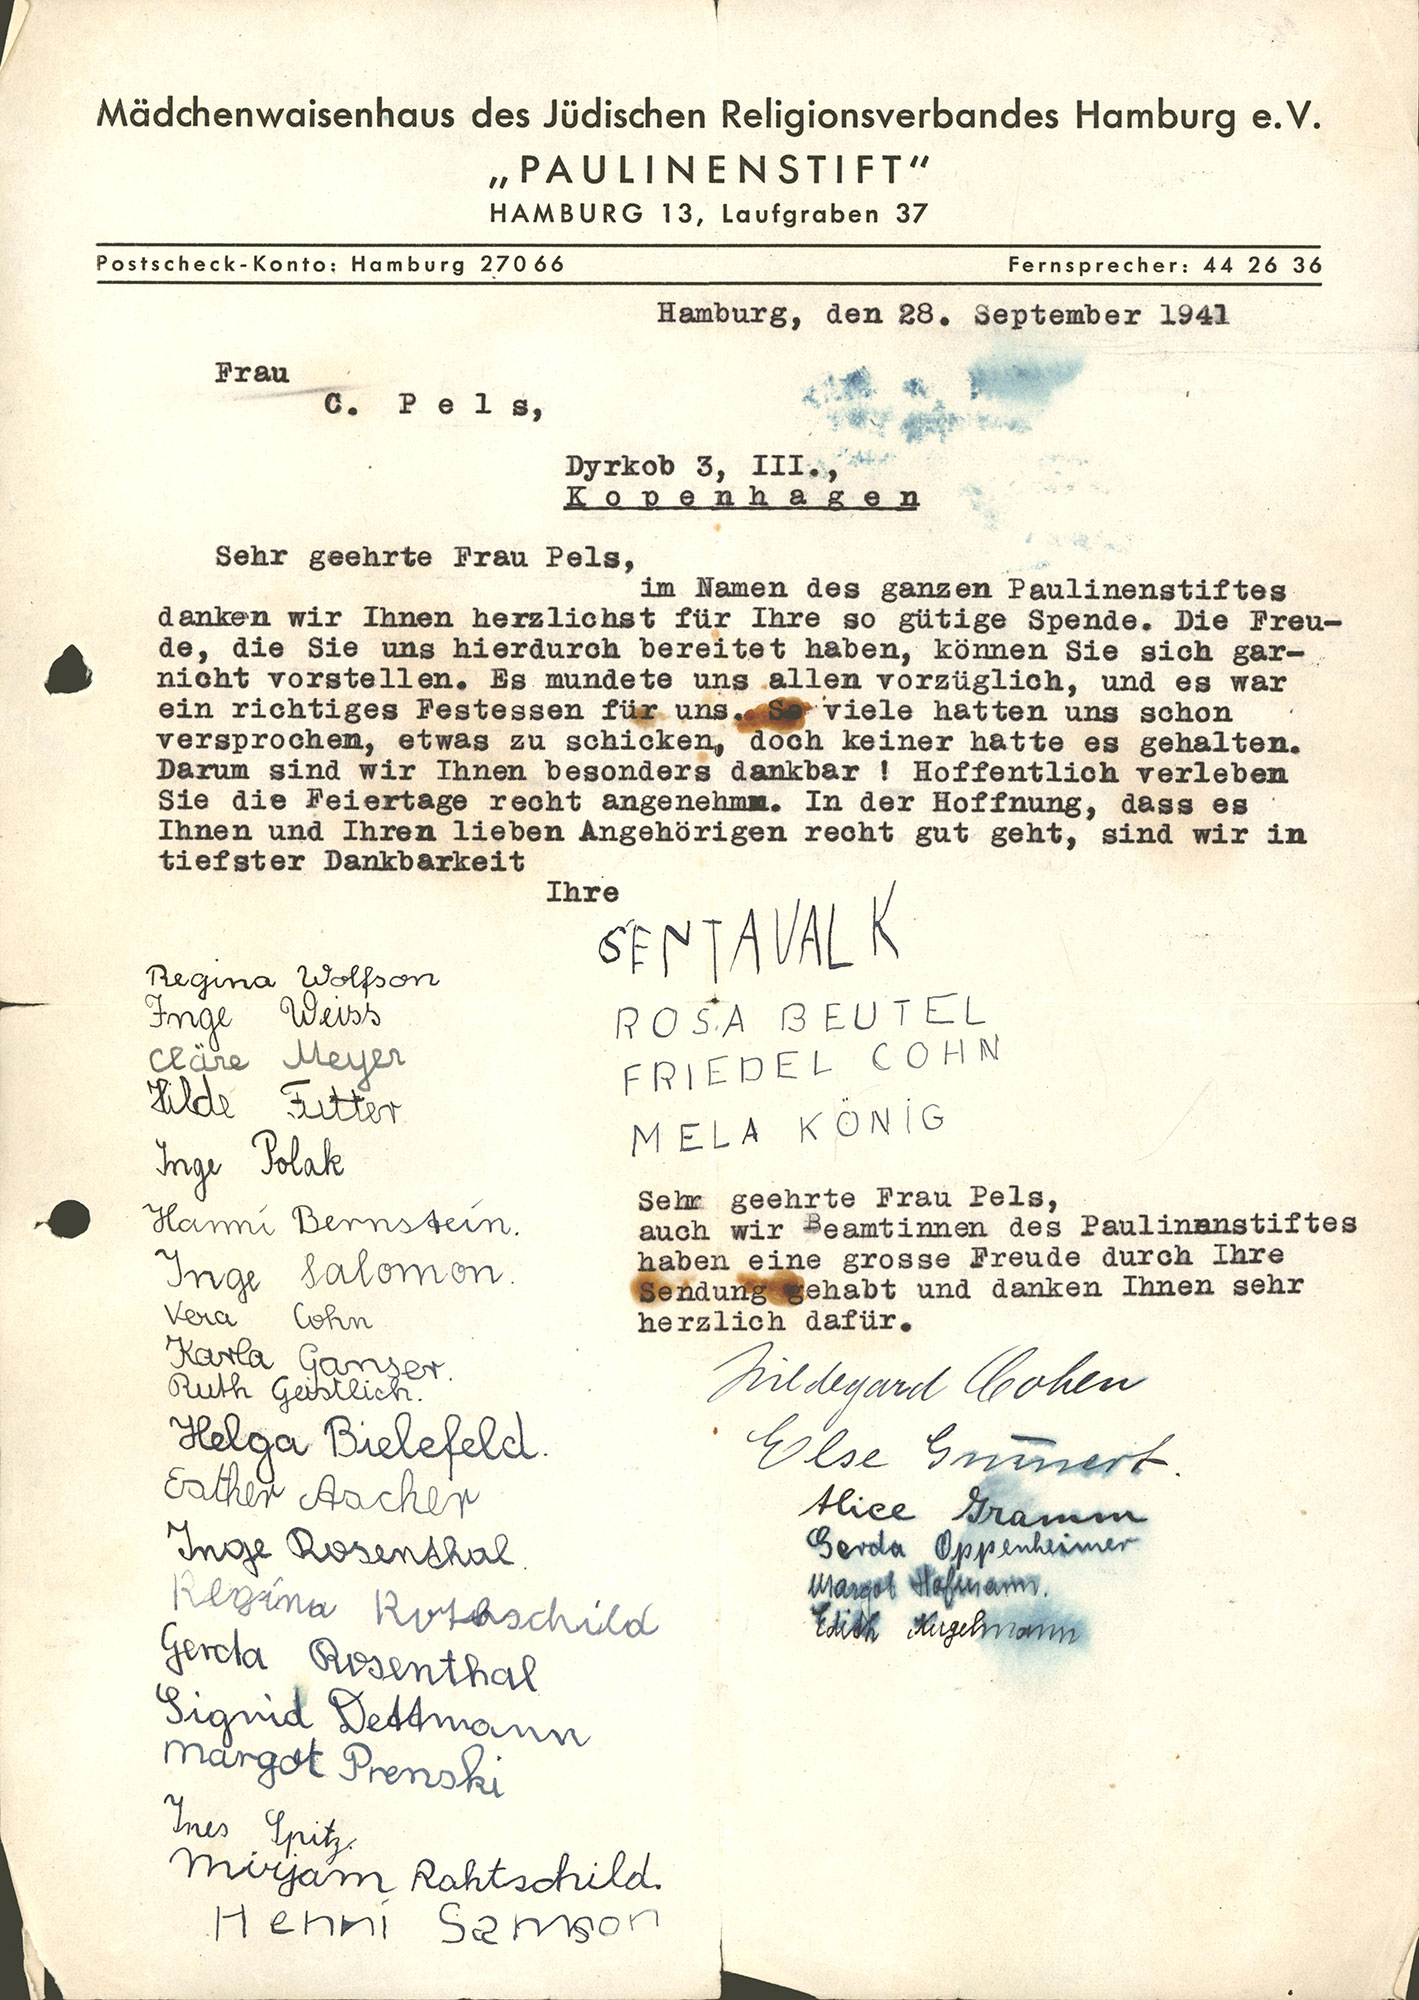 Mädchenwaisenhaus des Jüdischen Religionsverbandes Hamburg e.V.
„PAULINENSTIFT“
HAMBURG 13, Laufgraben 37
Postscheck-Konto: Hamburg 27066 Fernsprecher: 44 26 36
Hamburg, den 28. September 1941
Frau
C. P e l s,
Dyrkob 3, III.,
K o p e n h a g e n
Sehr geehrte Frau Pels,
im Namen des ganzen Paulinenstiftes
danken wir Ihnen herzlichst für Ihre so gütige Spende. Die Freu-
de, die Sie uns hierdurch bereitet haben, können Sie sich gar-
nicht vorstellen. Es mundete uns allen vorzüglich, und es war
ein richtiges Festessen für uns. So viele hatten uns schon
versprochen, etwas zu schicken, doch keiner hatte es gehalten.
Darum sind wir Ihnen besonders dankbar ! Hoffentlich verleben
Sie die Feiertage recht angenehm. In der Hoffnung, dass es
Ihnen und Ihren lieben Angehörigen recht gut geht, sind wir in
tiefster Dankbarkeit
Ihre
SENTAVALK
ROSA BEUTEL
FRIEDEL COHN
MELA KÖNiG
Regina Wolfson
Inge Weiss
Cläre Meyer
Hilde Futter
Inge Polak
Hanni Bernstein.
Inge Salomon.
Vera Cohn
Karla Ganser.
Ruth Geistlich.
Helga Bielefeld.
Esther Ascher
Inge Rosenthal
Regina Rothschild
Gerda Rosenthal
Sigrid Dettmann
Margot Prenski
Ines Spitz.
Mirjam Rahtschild.
Henni Samson
Sehr geehrte Frau Pels,
auch wir Beamtinnen des Paulinenstiftes
haben eine grosse Freude durch Ihre
Sendung gehabt und danken Ihnen sehr
herzlich dafür.
Hildegard Cohen
Else Grunert.
Alice Gramm
Gerda Oppenheimer
Margot Hofmann.
Edith Kugelmann